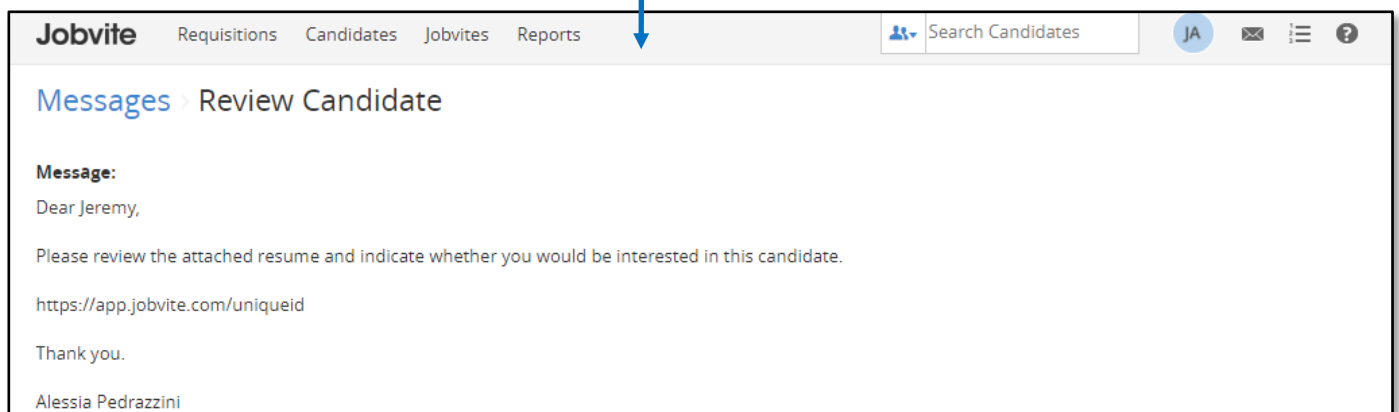 Jobvite Requisitions Candidates Jobvites Reports Search Candidates JA
Messages › Review Candidate
Message:
Dear Jeremy,
Please review the attached resume and indicate whether you would be interested in this candidate.
https://app.jobvite.com/uniqueid
Thank you.
Alessia Pedrazzini